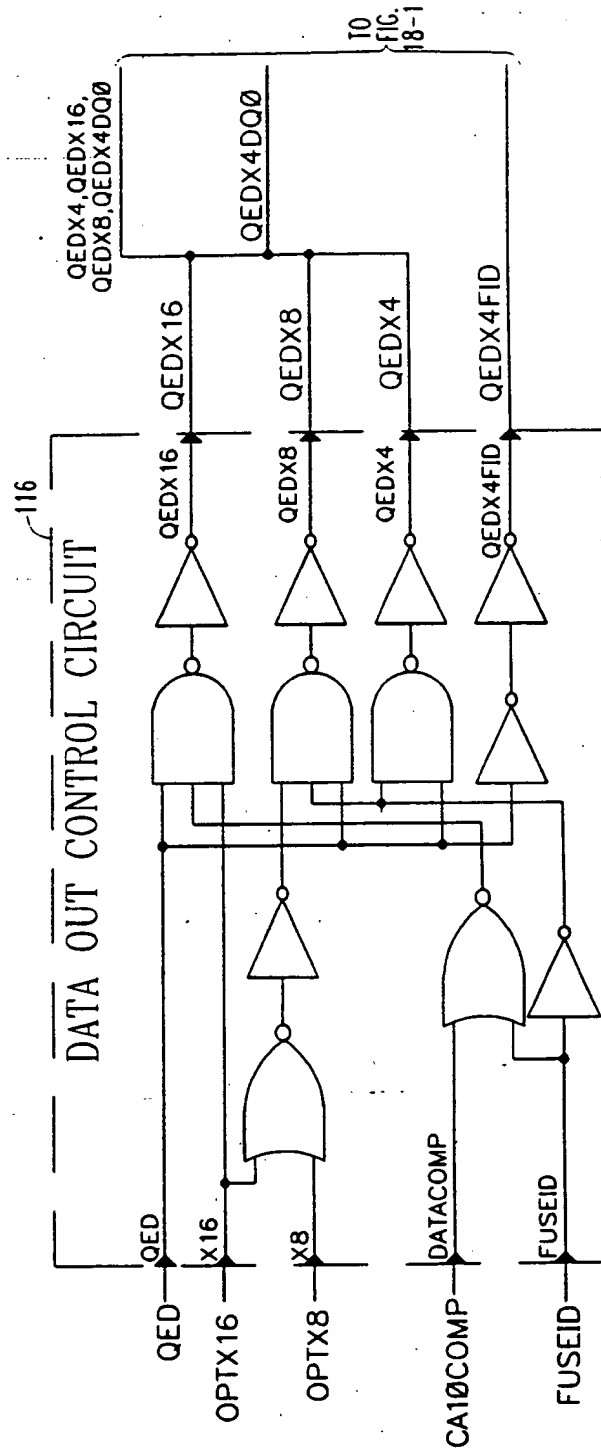 116
DATA OUT CONTROL CIRCUIT
QED
QED
OPTX16
X16
OPTX8
X8
CA10COMP
DATACOMP
FUSEID
FUSEID
QEDX16
QEDX8
QEDX4
QEDX4FID
QEDX16
QEDX8
QEDX4
QEDX4FID
QEDX4,QEDX16,
QEDX8,QEDX4DQ0
QEDX4DQ0
TO
FIG.
18-1